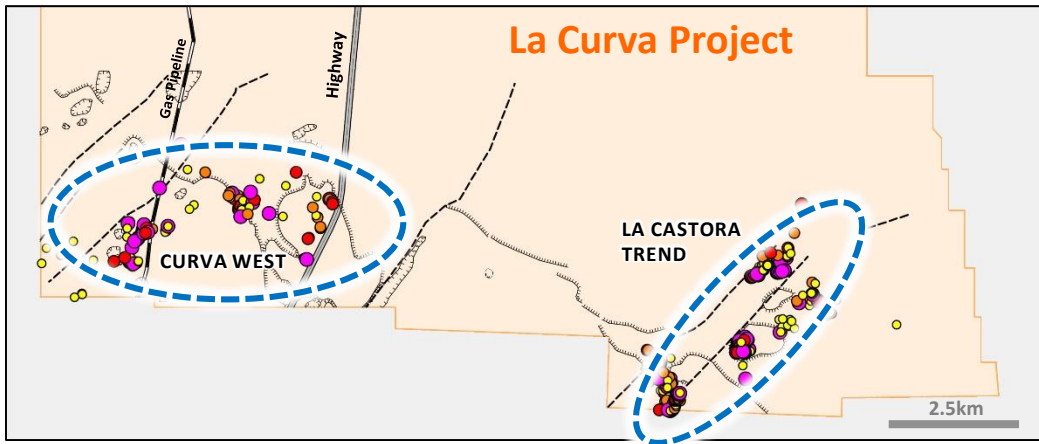 La Curva Project
Gas Pipeline
Highway
CURVA WEST
LA CASTORA
TREND
2.5km